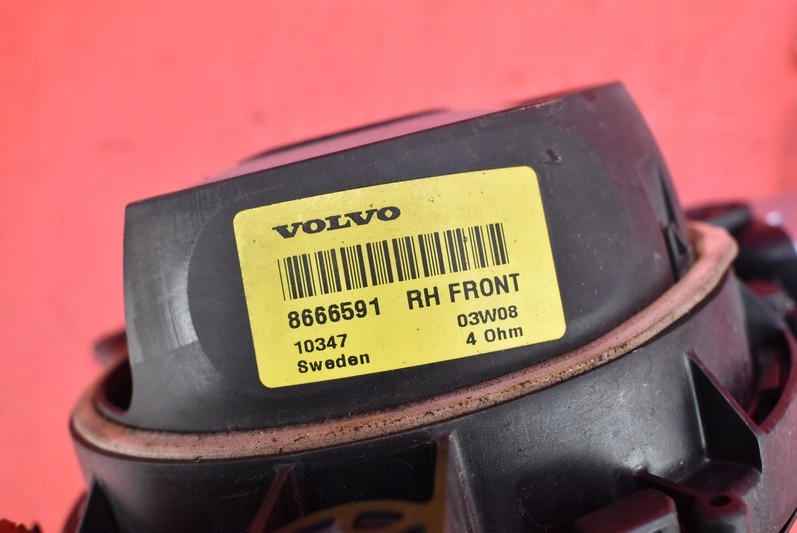 VOLVO
8666591 RH FRONT
10347 03W08
Sweden 4 Ohm